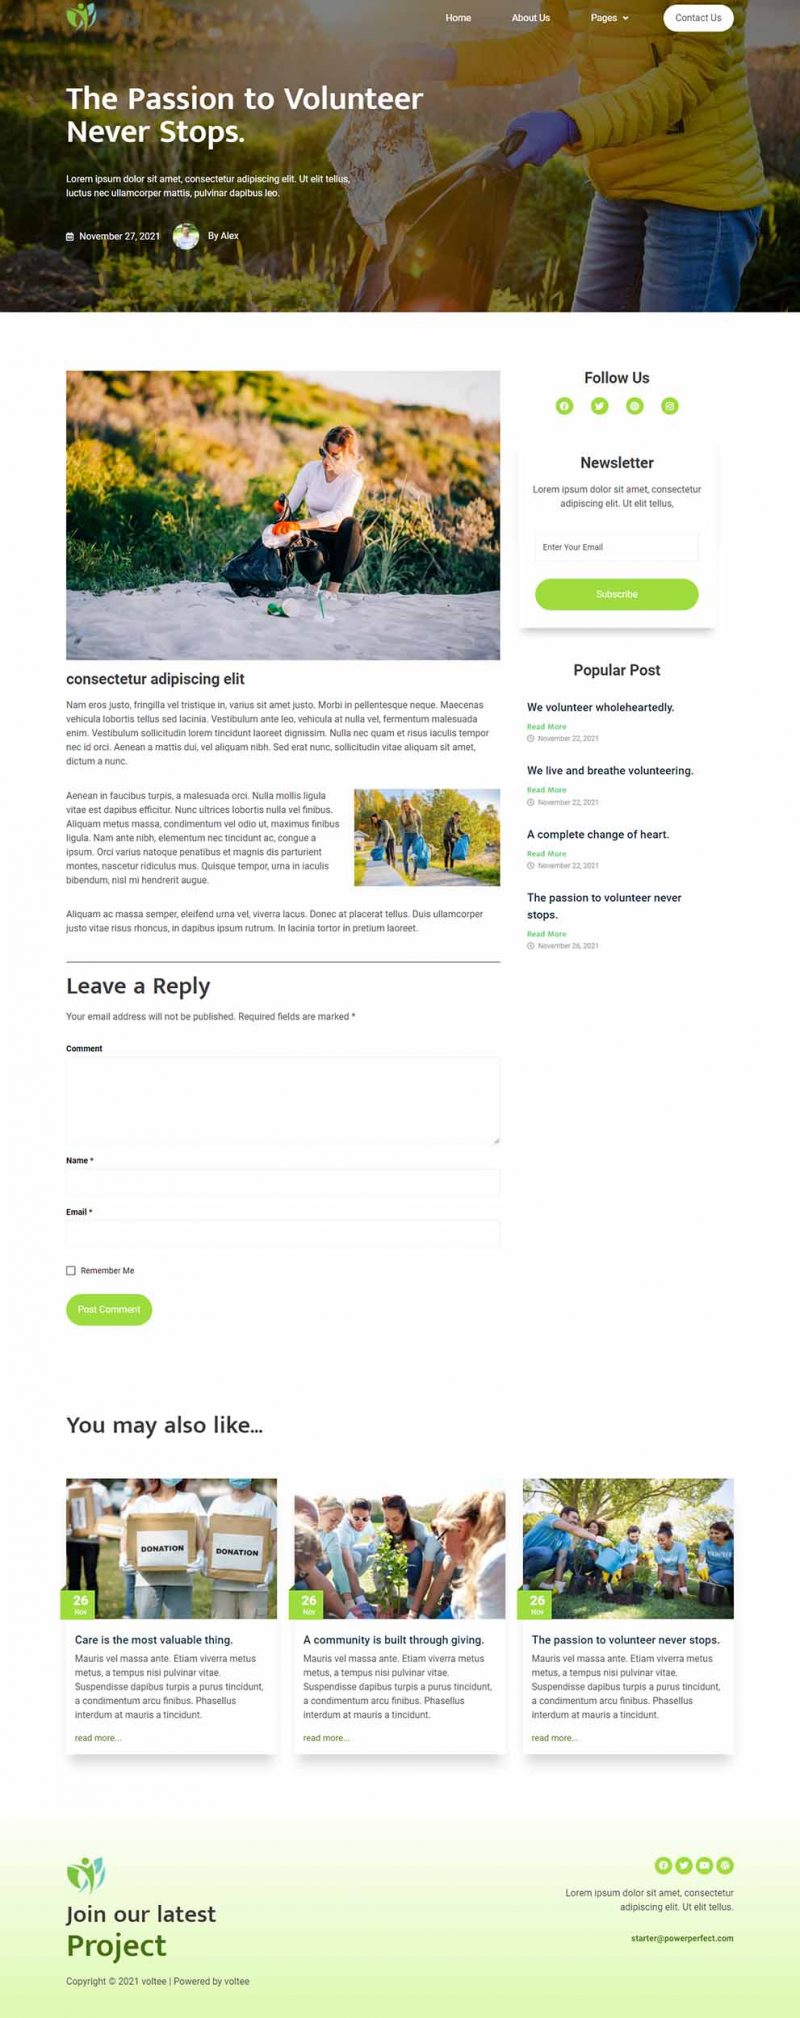 Home
About Us
Pages
Contact Us
The Passion to Volunteer
Never Stops.
Lorem ipsum dolor sit amet, consectetur adipiscing elit. Ut elit tellus,
luctus nec ullamcorper mattis, pulvinar dapibus leo.
November 27, 2021
By Alex
consectetur adipiscing elit
Nam eros justo, fringilla vel tristique in, varius sit amet justo. Morbi in pellentesque neque. Maecenas
vehicula lobortis tellus sed lacinia. Vestibulum ante leo, vehicula at nulla vel, fermentum malesuada
enim. Vestibulum sollicitudin lorem tincidunt laoreet dignissim. Nulla nec quam et risus iaculis tempor
nec id orci. Aenean a mattis dui, vel aliquam nibh. Sed erat nunc, sollicitudin vitae aliquam sit amet,
dictum a nunc.
Aenean in faucibus turpis, a malesuada orci. Nulla mollis ligula
vitae est dapibus efficitur. Nunc ultrices lobortis nulla vel finibus.
Aliquam metus massa, condimentum vel odio ut, maximus finibus
ligula. Nam ante nibh, elementum nec tincidunt ac, congue a
ipsum. Orci varius natoque penatibus et magnis dis parturient
montes, nascetur ridiculus mus. Quisque tempor, urna in iaculis
bibendum, nisl mi hendrerit augue.
Aliquam ac massa semper, eleifend urna vel, viverra lacus. Donec at placerat tellus. Duis ullamcorper
justo vitae risus rhoncus, in dapibus ipsum rutrum. In lacinia tortor in pretium laoreet.
Leave a Reply
Your email address will not be published. Required fields are marked *
Comment
Name *
Email *
Remember Me
Post Comment
Follow Us
Newsletter
Lorem ipsum dolor sit amet, consectetur
adipiscing elit. Ut elit tellus,
Enter Your Email
Subscribe
Popular Post
We volunteer wholeheartedly.
Read More
November 22, 2021
We live and breathe volunteering.
Read More
November 22, 2021
A complete change of heart.
Read More
November 22, 2021
The passion to volunteer never
stops.
Read More
November 26, 2021
You may also like...
DONATION
DONATION
26
Nov
Care is the most valuable thing.
Mauris vel massa ante. Etiam viverra metus
metus, a tempus nisi pulvinar vitae.
Suspendisse dapibus turpis a purus tincidunt,
a condimentum arcu finibus. Phasellus
interdum at mauris a tincidunt.
read more...
26
Nov
A community is built through giving.
Mauris vel massa ante. Etiam viverra metus
metus, a tempus nisi pulvinar vitae.
Suspendisse dapibus turpis a purus tincidunt,
a condimentum arcu finibus. Phasellus
interdum at mauris a tincidunt.
read more...
26
Nov
The passion to volunteer never stops.
Mauris vel massa ante. Etiam viverra metus
metus, a tempus nisi pulvinar vitae.
Suspendisse dapibus turpis a purus tincidunt,
a condimentum arcu finibus. Phasellus
interdum at mauris a tincidunt.
read more...
Join our latest
Project
Copyright © 2021 voltee | Powered by voltee
Lorem ipsum dolor sit amet, consectetur
adipiscing elit. Ut elit tellus.
starter@powerperfect.com